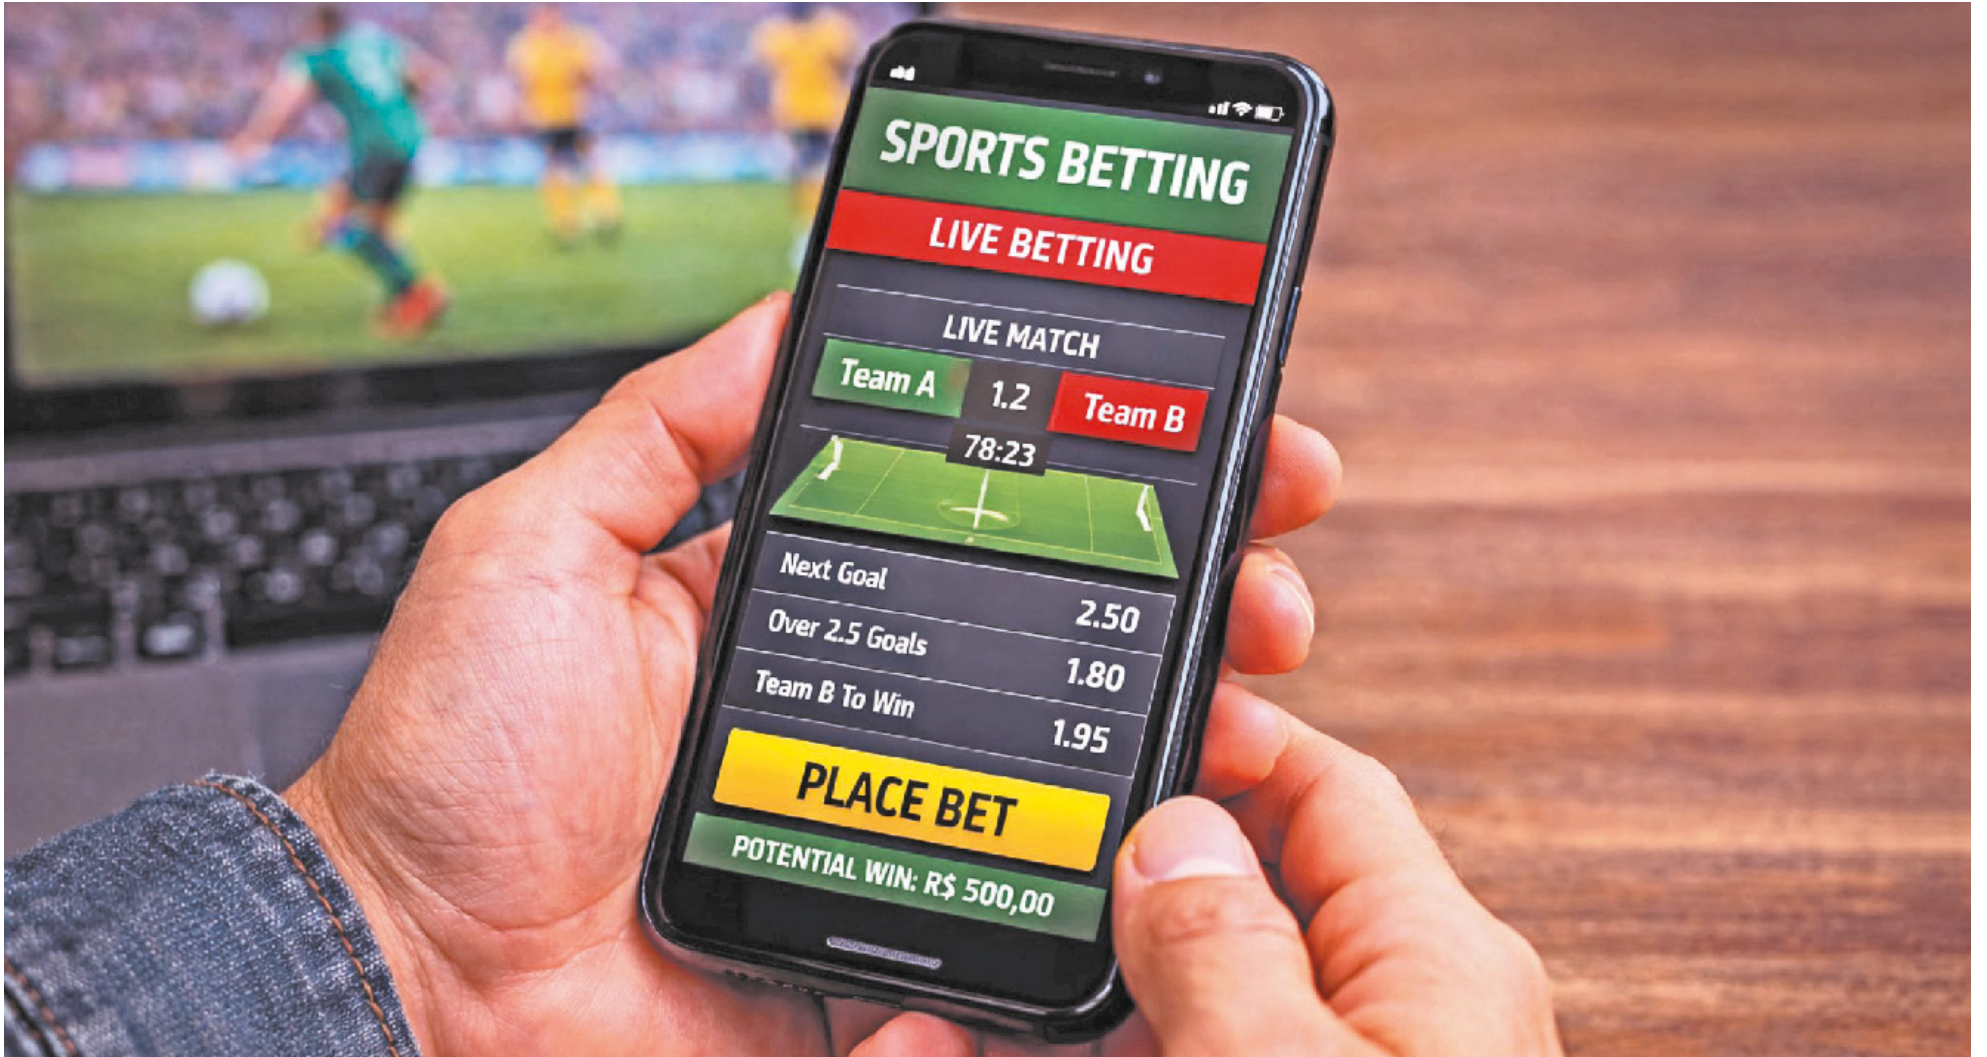 SPORTS BETTING
LIVE BETTING
LIVE MATCH
Team A 1.2 Team B
78:23
Next Goal 2.50
Over 2.5 Goals 1.80
Team B To Win 1.95
PLACE BET
POTENTIAL WIN: R$ 500,00